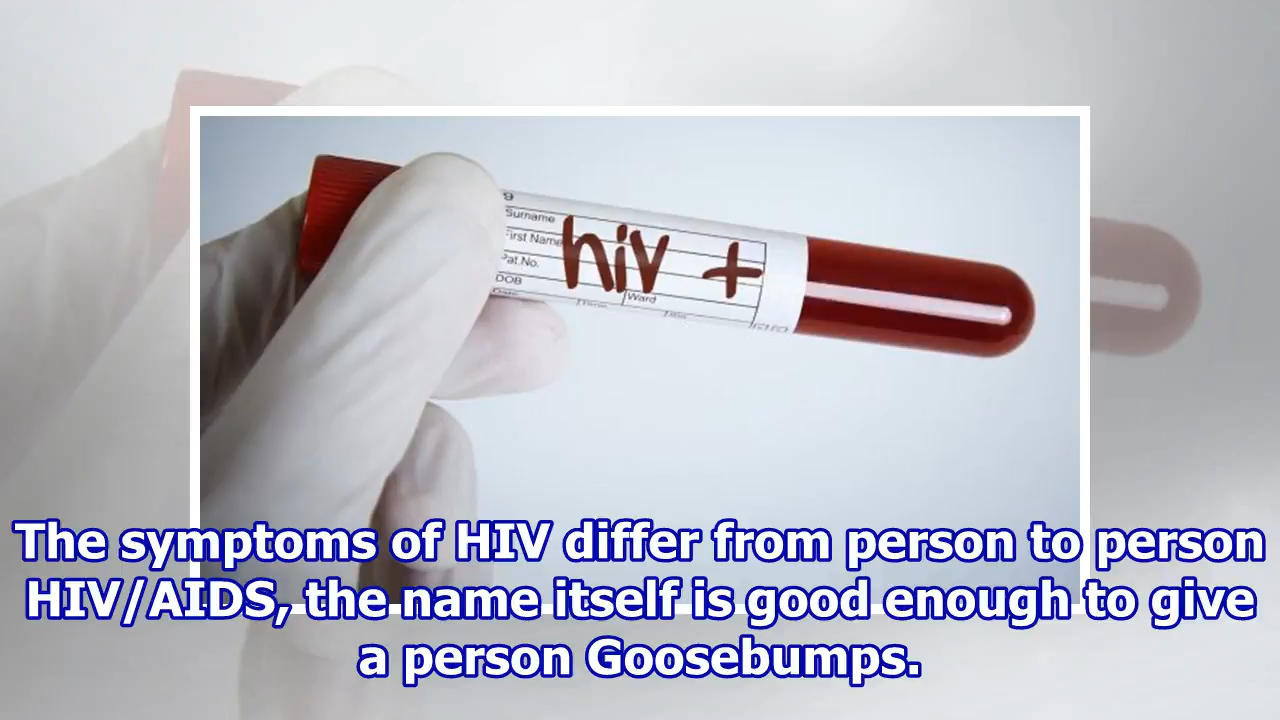 9
Surname
First Name
Pat.No.
DOB
Ward
hiv +
The symptoms of HIV differ from person to person
HIV/AIDS, the name itself is good enough to give
a person Goosebumps.